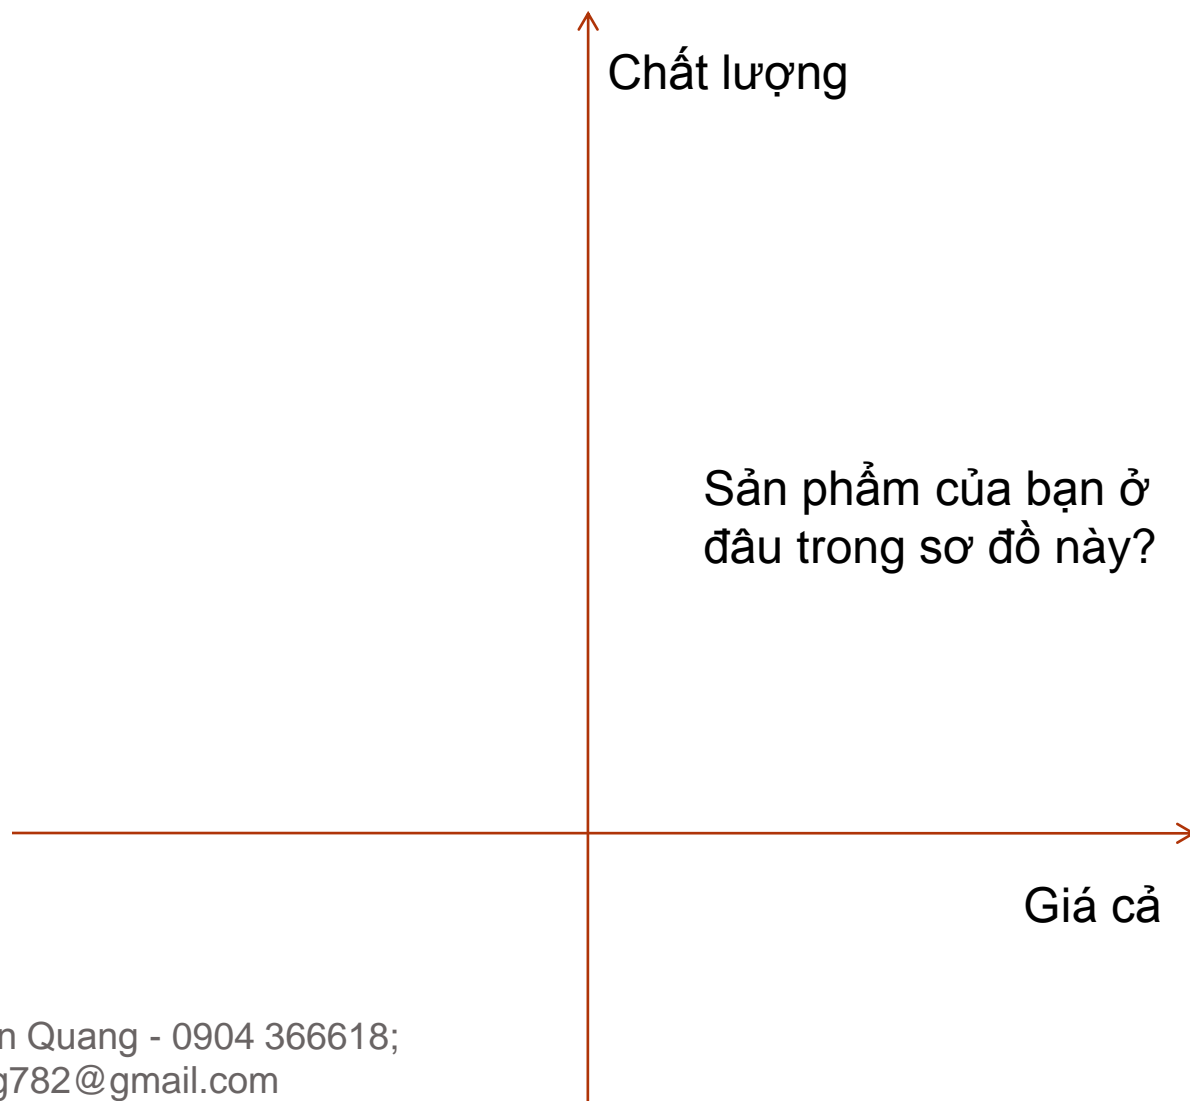 Chất lượng
Sản phẩm của bạn ở
đâu trong sơ đồ này?
Giá cả
n Quang - 0904 366618;
g782@gmail.com